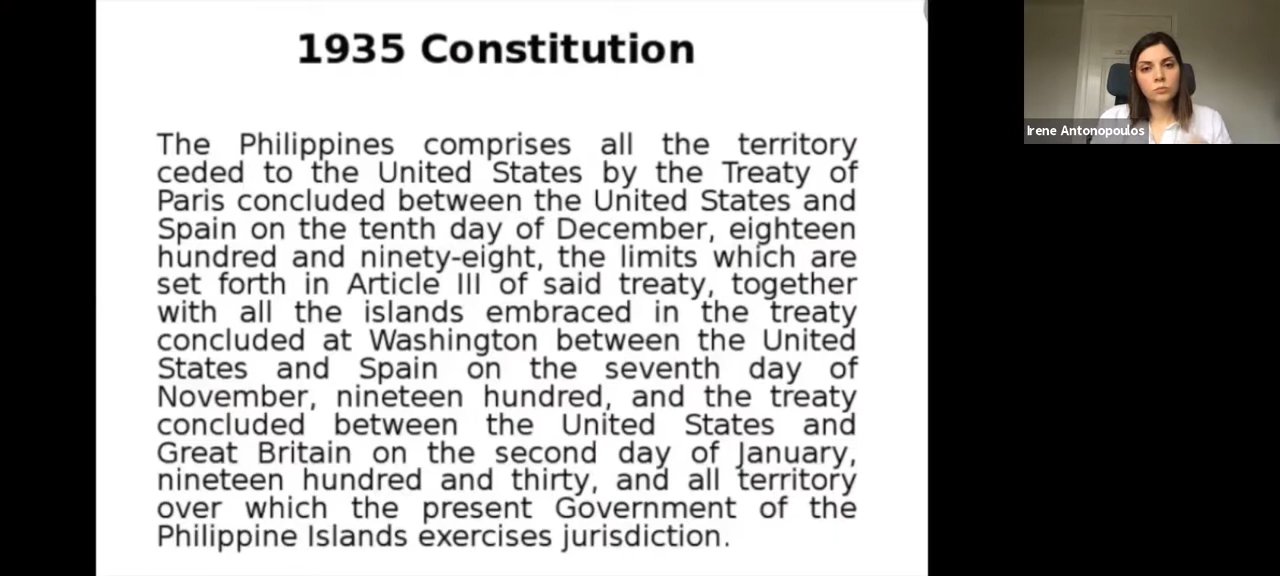 1935 Constitution
The Philippines comprises all the territory
ceded to the United States by the Treaty of
Paris concluded between the United States and
Spain on the tenth day of December, eighteen
hundred and ninety-eight, the limits which are
set forth in Article III of said treaty, together
with all the islands embraced in the treaty
concluded at Washington between the United
States and Spain on the seventh day of
November, nineteen hundred, and the treaty
concluded between the United States and
Great Britain on the second day of January,
nineteen hundred and thirty, and all territory
over which the present Government of the
Philippine Islands exercises jurisdiction.
Irene Antonopoulos